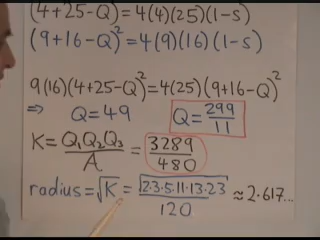 (4+25-Q)²=4(4)(25)(1-s)
(9+16-Q)²=4(9)(16)(1-s)
9(16)(4+25-Q)²=4(25)(9+16-Q)²
⇒ Q=49 Q=299/11
K=Q₁Q₂Q₃/A = 3289/480
radius=√K = √2·3·5·11·13·23/120 ≈2·617...